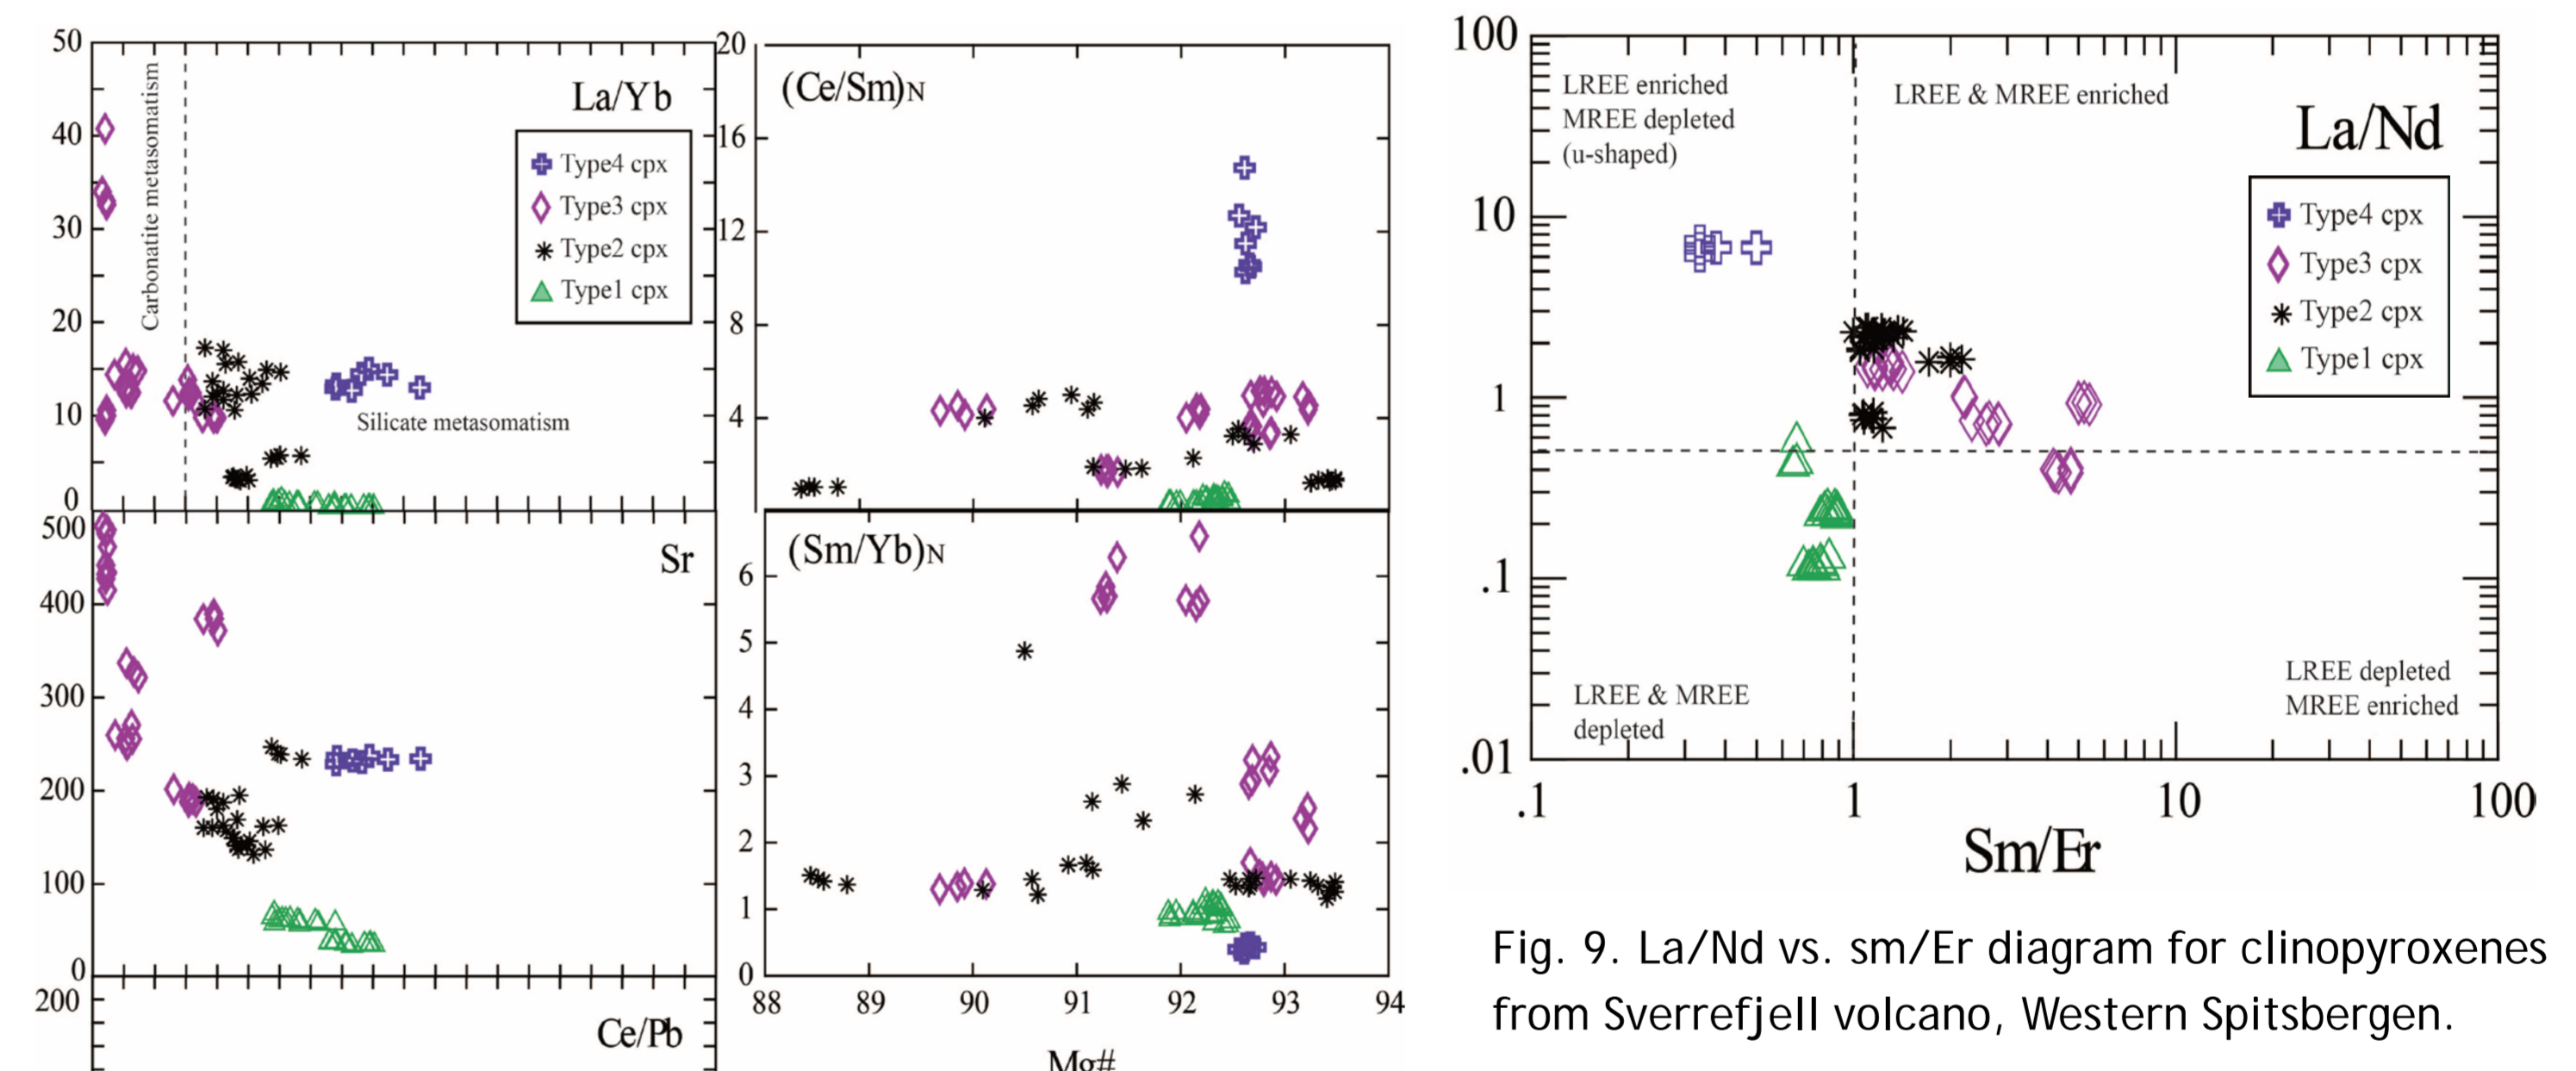 50
40
30
20
10
0
Carbonatite metasomatism
La/Yb
Type4 cpx
Type3 cpx
Type2 cpx
Type1 cpx
Silicate metasomatism
500
400
300
200
100
0
Sr
200
Ce/Pb
20
16
12
8
4
(Ce/Sm)N
(Sm/Yb)N
6
5
4
3
2
1
0
88 89 90 91 92 93 94
Mg#
100
10
1
.1
.01
LREE enriched
MREE depleted
(u-shaped)
LREE & MREE enriched
La/Nd
Type4 cpx
Type3 cpx
Type2 cpx
Type1 cpx
LREE & MREE
depleted
LREE depleted
MREE enriched
.1 1 10 100
Sm/Er
Fig. 9. La/Nd vs. sm/Er diagram for clinopyroxenes
from Sverrefjell volcano, Western Spitsbergen.